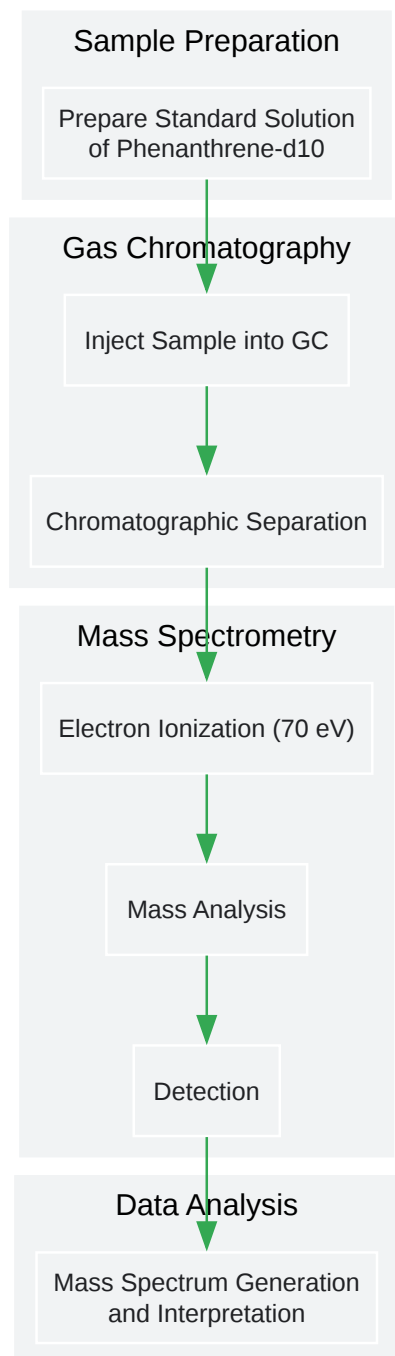 Sample Preparation
Prepare Standard Solution
of Phenanthrene-d10
Gas Chromatography
Inject Sample into GC
Chromatographic Separation
Mass Spectrometry
Electron Ionization (70 eV)
Mass Analysis
Detection
Data Analysis
Mass Spectrum Generation
and Interpretation